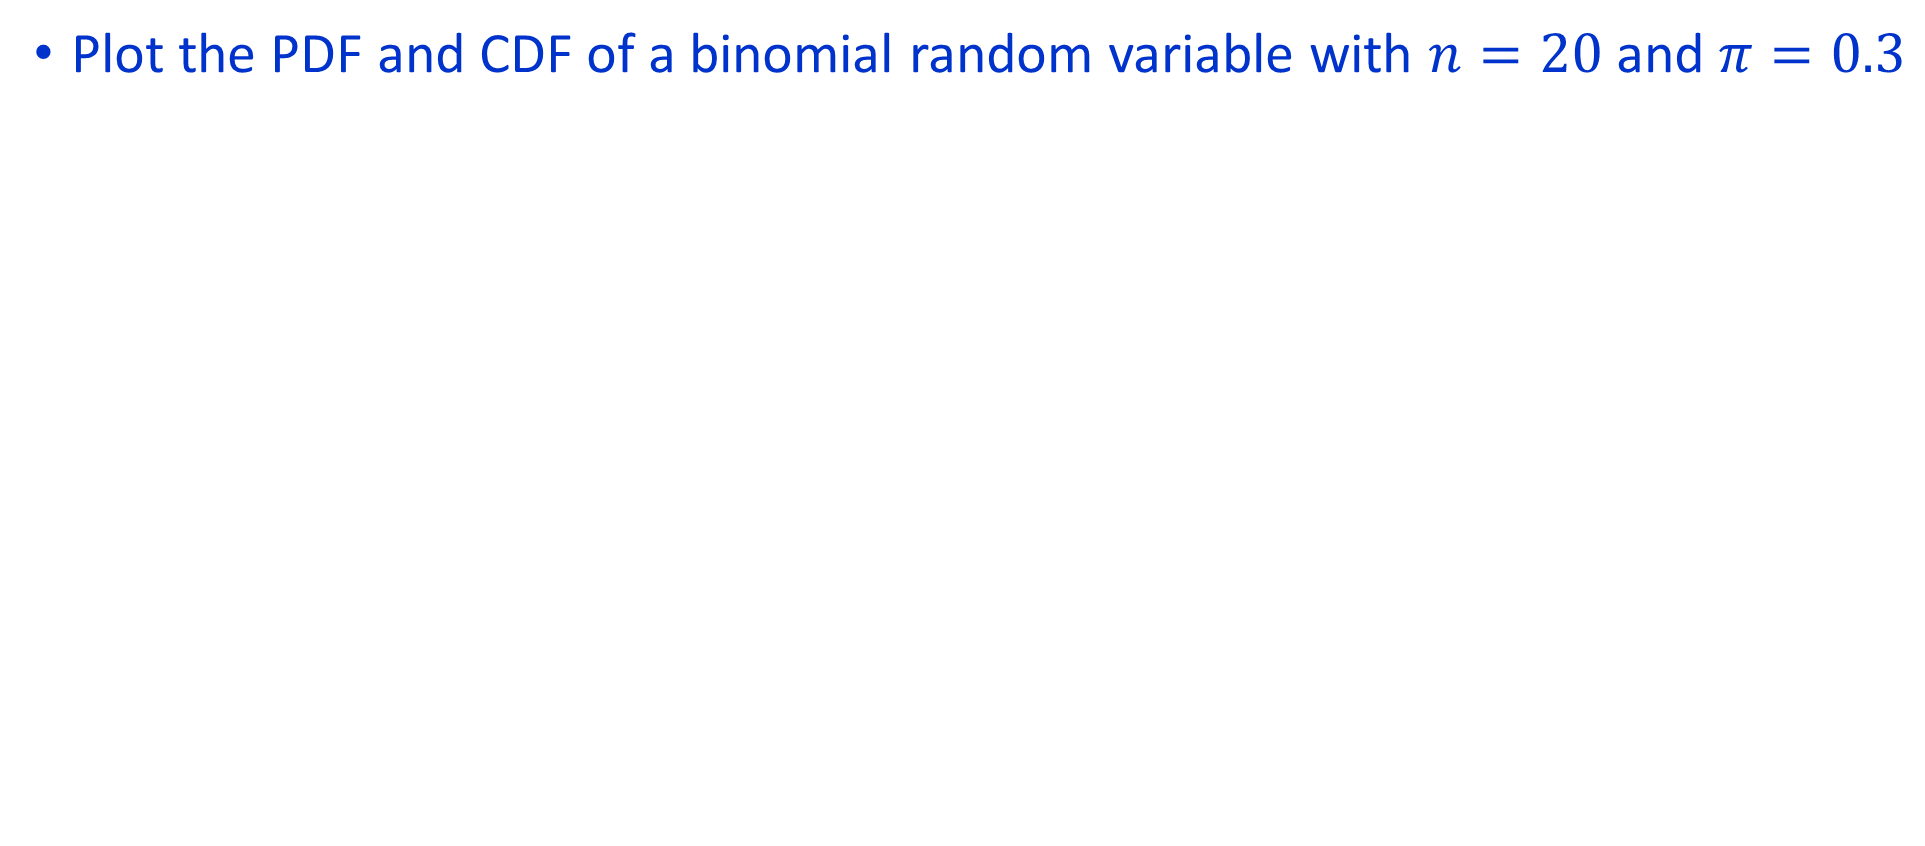 • Plot the PDF and CDF of a binomial random variable with 𝑛 = 20 and 𝜋 = 0.3